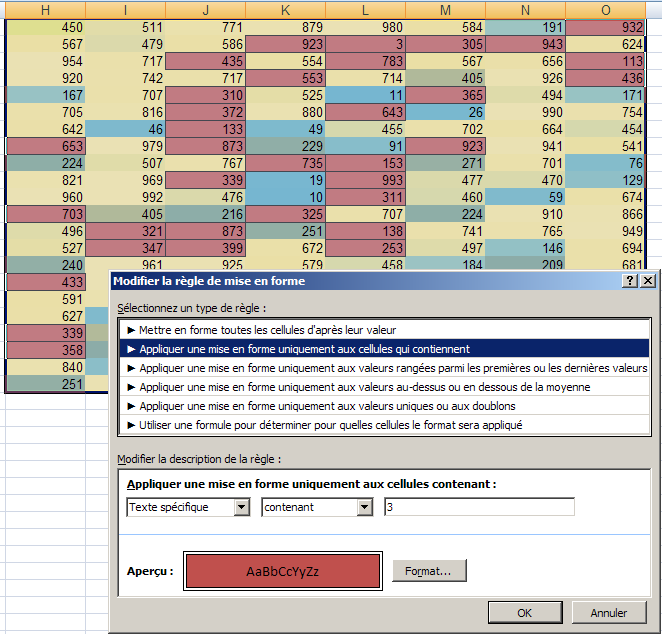 H I J K L M N O
450 511 771 879 980 584 191 932
567 479 586 923 3 305 943 624
954 717 435 554 783 567 656 113
920 742 717 553 714 405 926 436
167 707 310 525 11 365 494 171
705 816 372 880 643 26 990 754
642 46 133 49 455 702 664 454
653 979 873 229 91 923 941 541
224 507 767 735 153 271 701 76
821 969 339 19 993 477 470 129
960 992 476 10 311 460 59 674
703 405 216 325 707 224 910 866
496 321 873 251 138 741 765 949
527 347 399 672 253 497 146 694
240 961 925 579 458 184 209 681
433
591
627
339
358
840
251
Modifier la règle de mise en forme
Sélectionnez un type de règle :
► Mettre en forme toutes les cellules d'après leur valeur
► Appliquer une mise en forme uniquement aux cellules qui contiennent
► Appliquer une mise en forme uniquement aux valeurs rangées parmi les premières ou les dernières valeurs
► Appliquer une mise en forme uniquement aux valeurs au-dessus ou en dessous de la moyenne
► Appliquer une mise en forme uniquement aux valeurs uniques ou aux doublons
► Utiliser une formule pour déterminer pour quelles cellules le format sera appliqué
Modifier la description de la règle :
Appliquer une mise en forme uniquement aux cellules contenant :
Texte spécifique contenant 3
Aperçu : AaBbCcYyZz Format...
OK Annuler